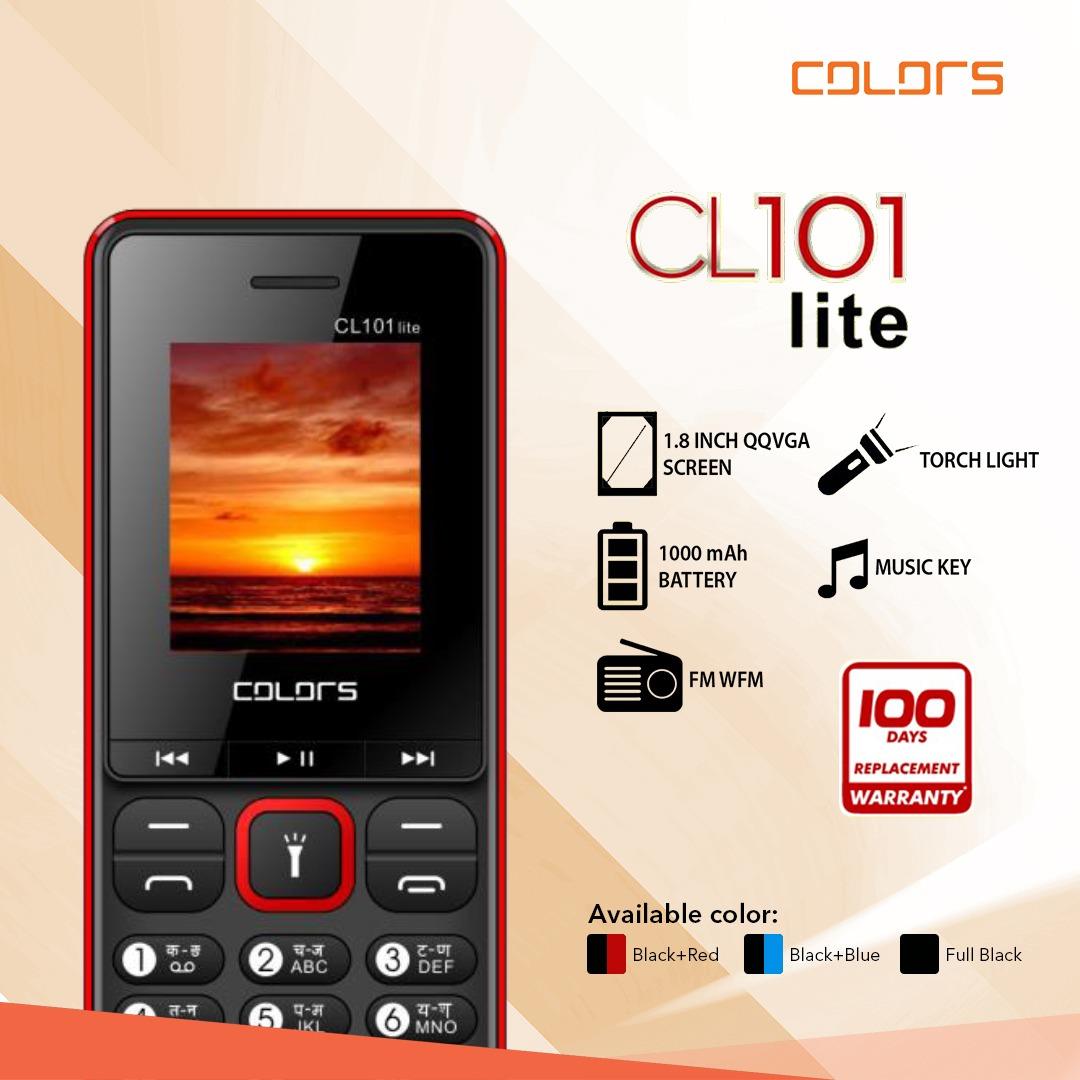 COLORS
CL101
lite
CL101 lite
COLORS
1.8 INCH QQVGA
SCREEN
TORCH LIGHT
1000 mAh
BATTERY
MUSIC KEY
FM WFM
100
DAYS
REPLACEMENT
WARRANTY*
Available color:
Black+Red
Black+Blue
Full Black
1 क-ङ
2 च-ज ABC
3 ट-ण DEF
4 त-न
5 प-म JKL
6 य-श MNO